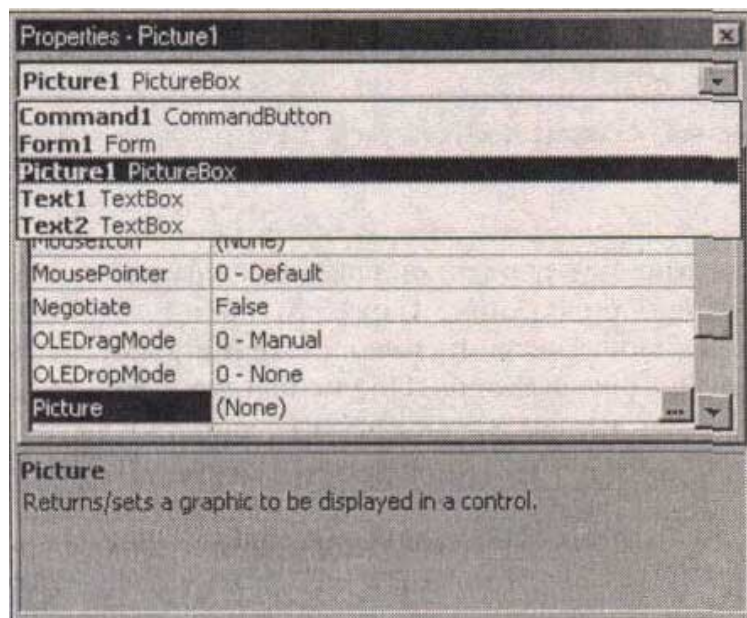 Properties - Picture1
Picture1 PictureBox
Command1 CommandButton
Form1 Form
Picture1 PictureBox
Text1 TextBox
Text2 TextBox
MouseIcon (None)
MousePointer 0 - Default
Negotiate False
OLEDragMode 0 - Manual
OLEDropMode 0 - None
Picture (None) ...
Picture
Returns/sets a graphic to be displayed in a control.